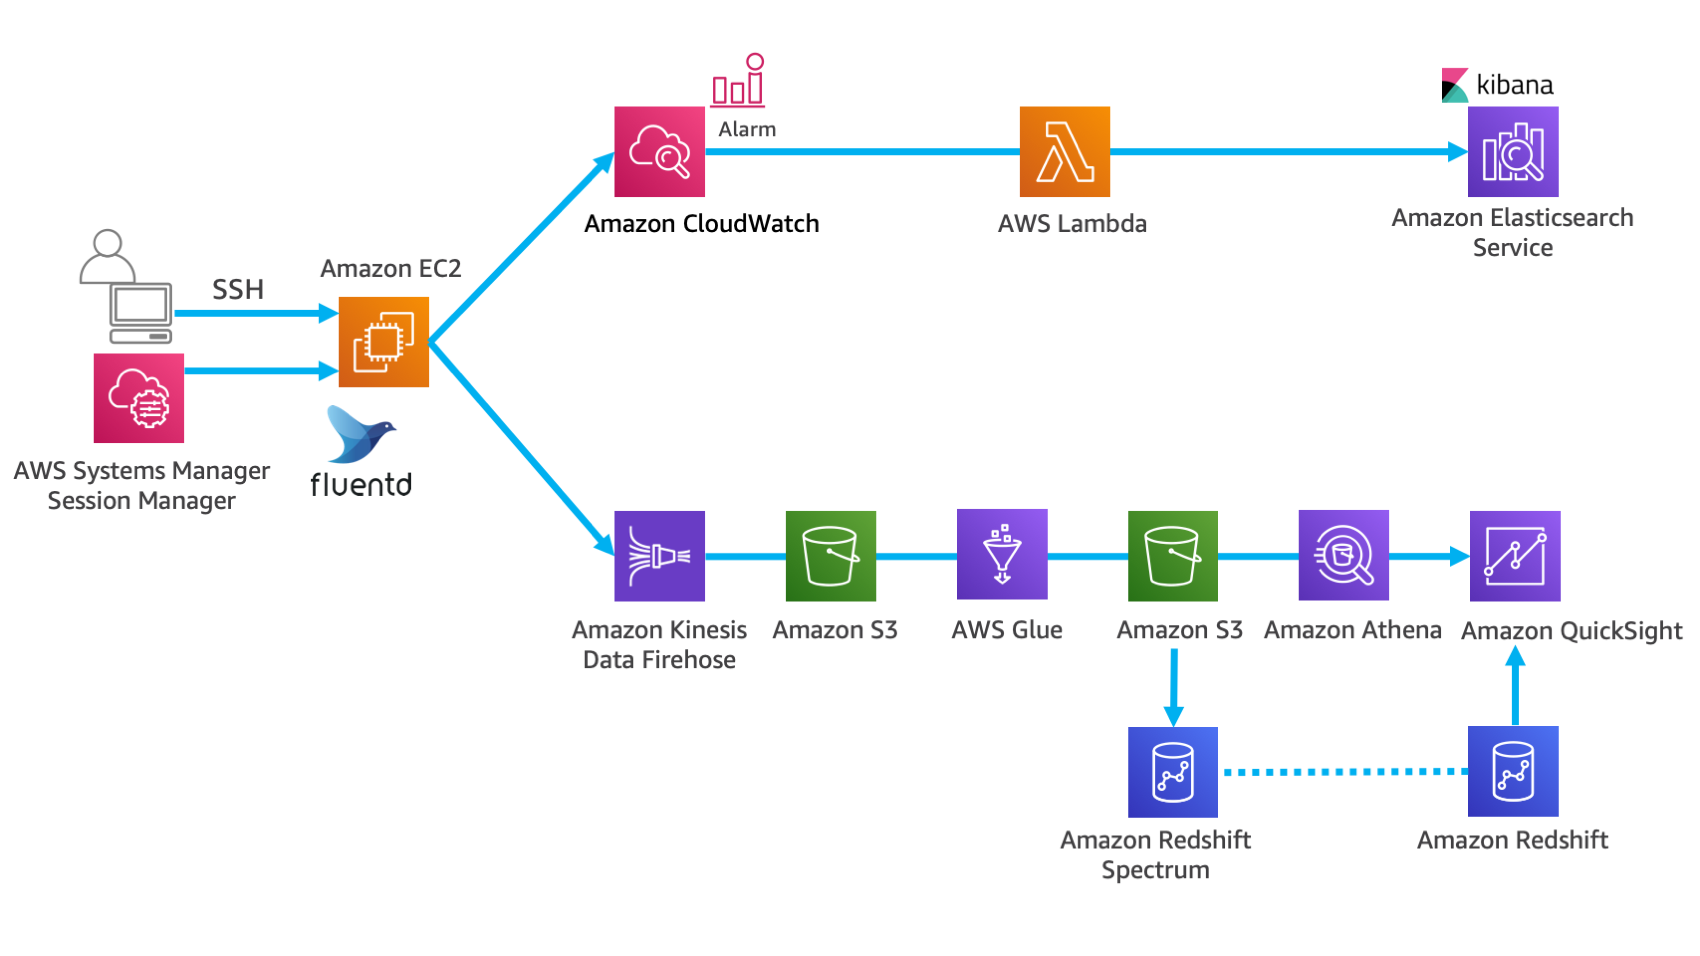 kibana
Alarm
Amazon CloudWatch
AWS Lambda
Amazon Elasticsearch
Service
SSH
Amazon EC2
AWS Systems Manager
Session Manager
fluentd
Amazon Kinesis
Data Firehose
Amazon S3
AWS Glue
Amazon S3
Amazon Athena
Amazon QuickSight
Amazon Redshift
Spectrum
Amazon Redshift